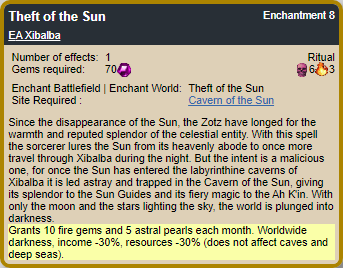 Theft of the Sun Enchantment 8
EA Xibalba
Number of effects: 1 Ritual
Gems required: 70 6 3
Enchant Battlefield | Enchant World: Theft of the Sun
Site Required : Cavern of the Sun
Since the disappearance of the Sun, the Zotz have longed for the
warmth and reputed splendor of the celestial entity. With this spell
the sorcerer lures the Sun from its heavenly abode to once more
travel through Xibalba during the night. But the intent is a malicious
one, for once the Sun has entered the labyrinthine caverns of
Xibalba it is led astray and trapped in the Cavern of the Sun, giving
its splendor to the Sun Guides and its fiery magic to the Ah K'in. With
only the moon and the stars lighting the sky, the world is plunged into
darkness.
Grants 10 fire gems and 5 astral pearls each month. Worldwide
darkness, income -30%, resources -30% (does not affect caves and
deep seas).